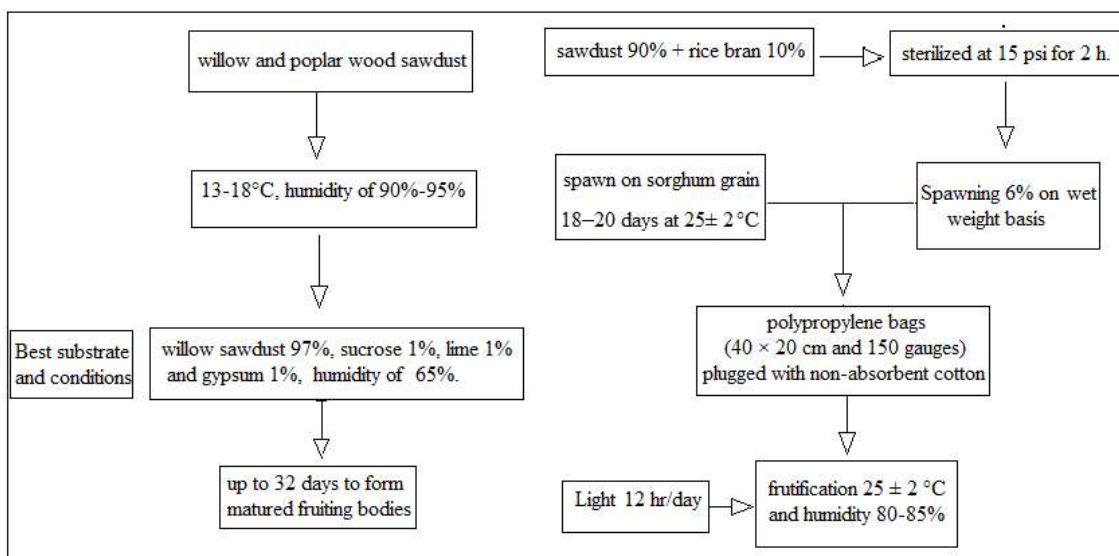 willow and poplar wood sawdust
13-18°C, humidity of 90%-95%
Best substrate
and conditions
willow sawdust 97%, sucrose 1%, lime 1%
and gypsum 1%, humidity of 65%.
up to 32 days to form
matured fruiting bodies
sawdust 90% + rice bran 10%
sterilized at 15 psi for 2 h.
spawn on sorghum grain
18–20 days at 25± 2 °C
Spawning 6% on wet
weight basis
polypropylene bags
(40 × 20 cm and 150 gauges)
plugged with non-absorbent cotton
Light 12 hr/day
frutification 25 ± 2 °C
and humidity 80-85%